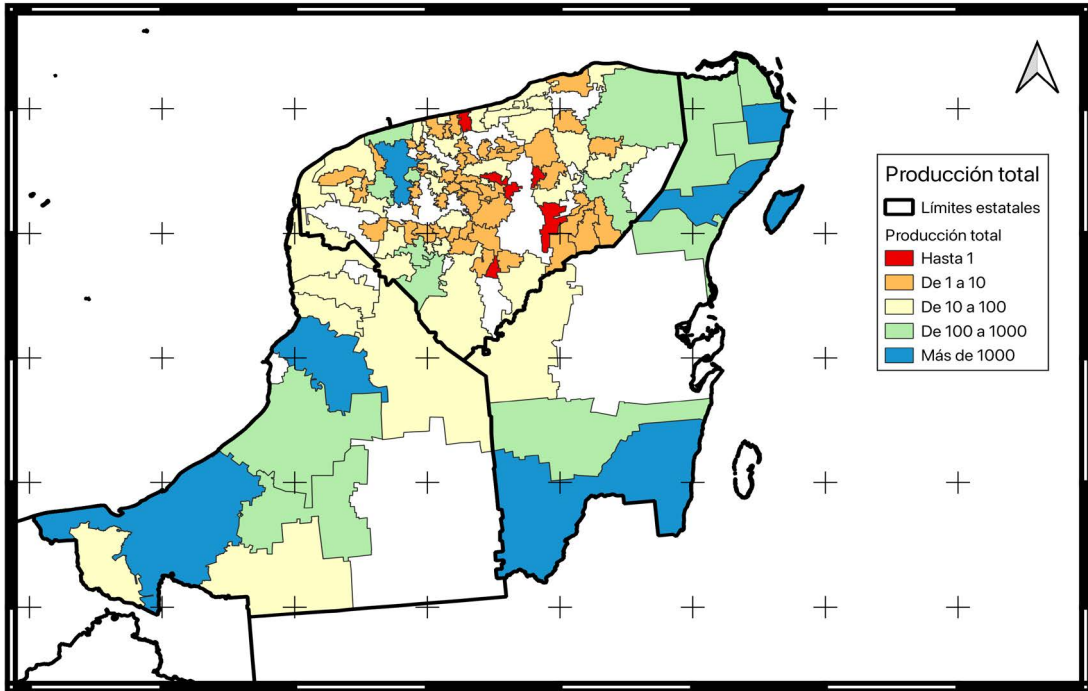 Producción total
Límites estatales
Producción total
Hasta 1
De 1 a 10
De 10 a 100
De 100 a 1000
Más de 1000